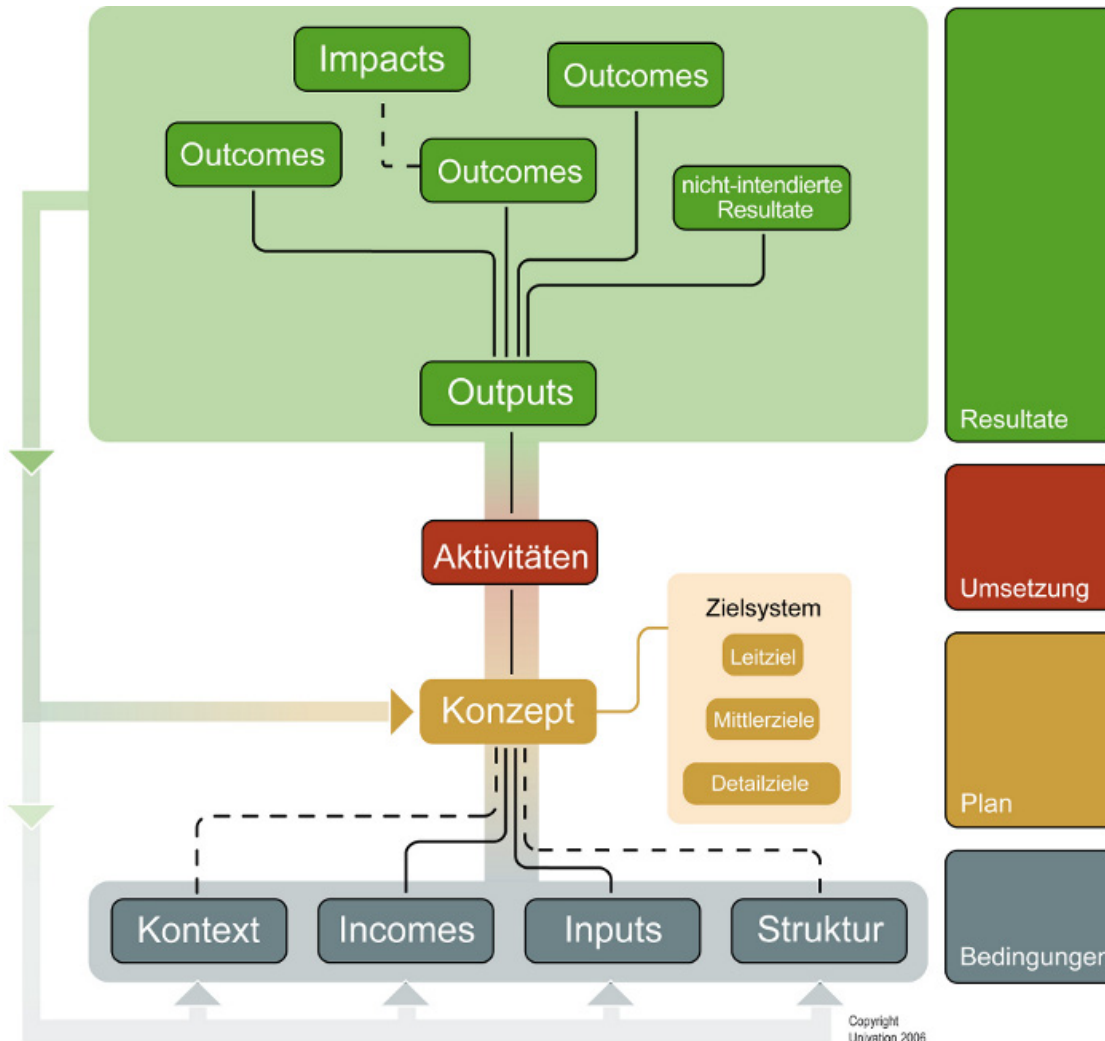 Impacts
Outcomes
Outcomes
Outcomes
nicht-intendierte
Resultate
Outputs
Resultate
Aktivitäten
Umsetzung
Zielsystem
Leitziel
Konzept
Mittlerziele
Detailziele
Plan
Kontext
Incomes
Inputs
Struktur
Bedingungen
Copyright
Univation 2006